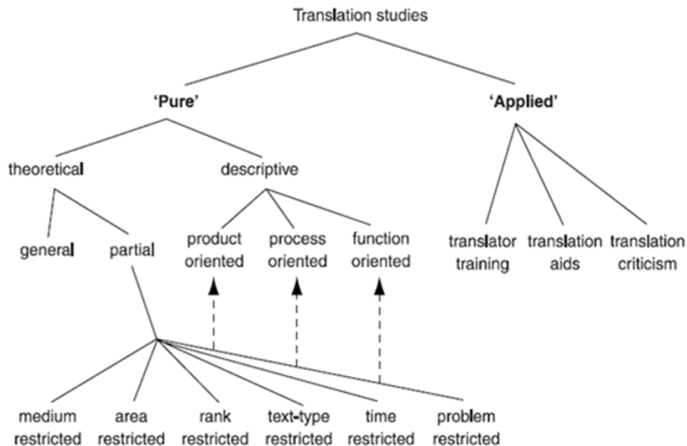 Translation studies
'Pure'
'Applied'
theoretical
descriptive
general
partial
product
oriented
process
oriented
function
oriented
translator
training
translation
aids
translation
criticism
medium
restricted
area
restricted
rank
restricted
text-type
restricted
time
restricted
problem
restricted